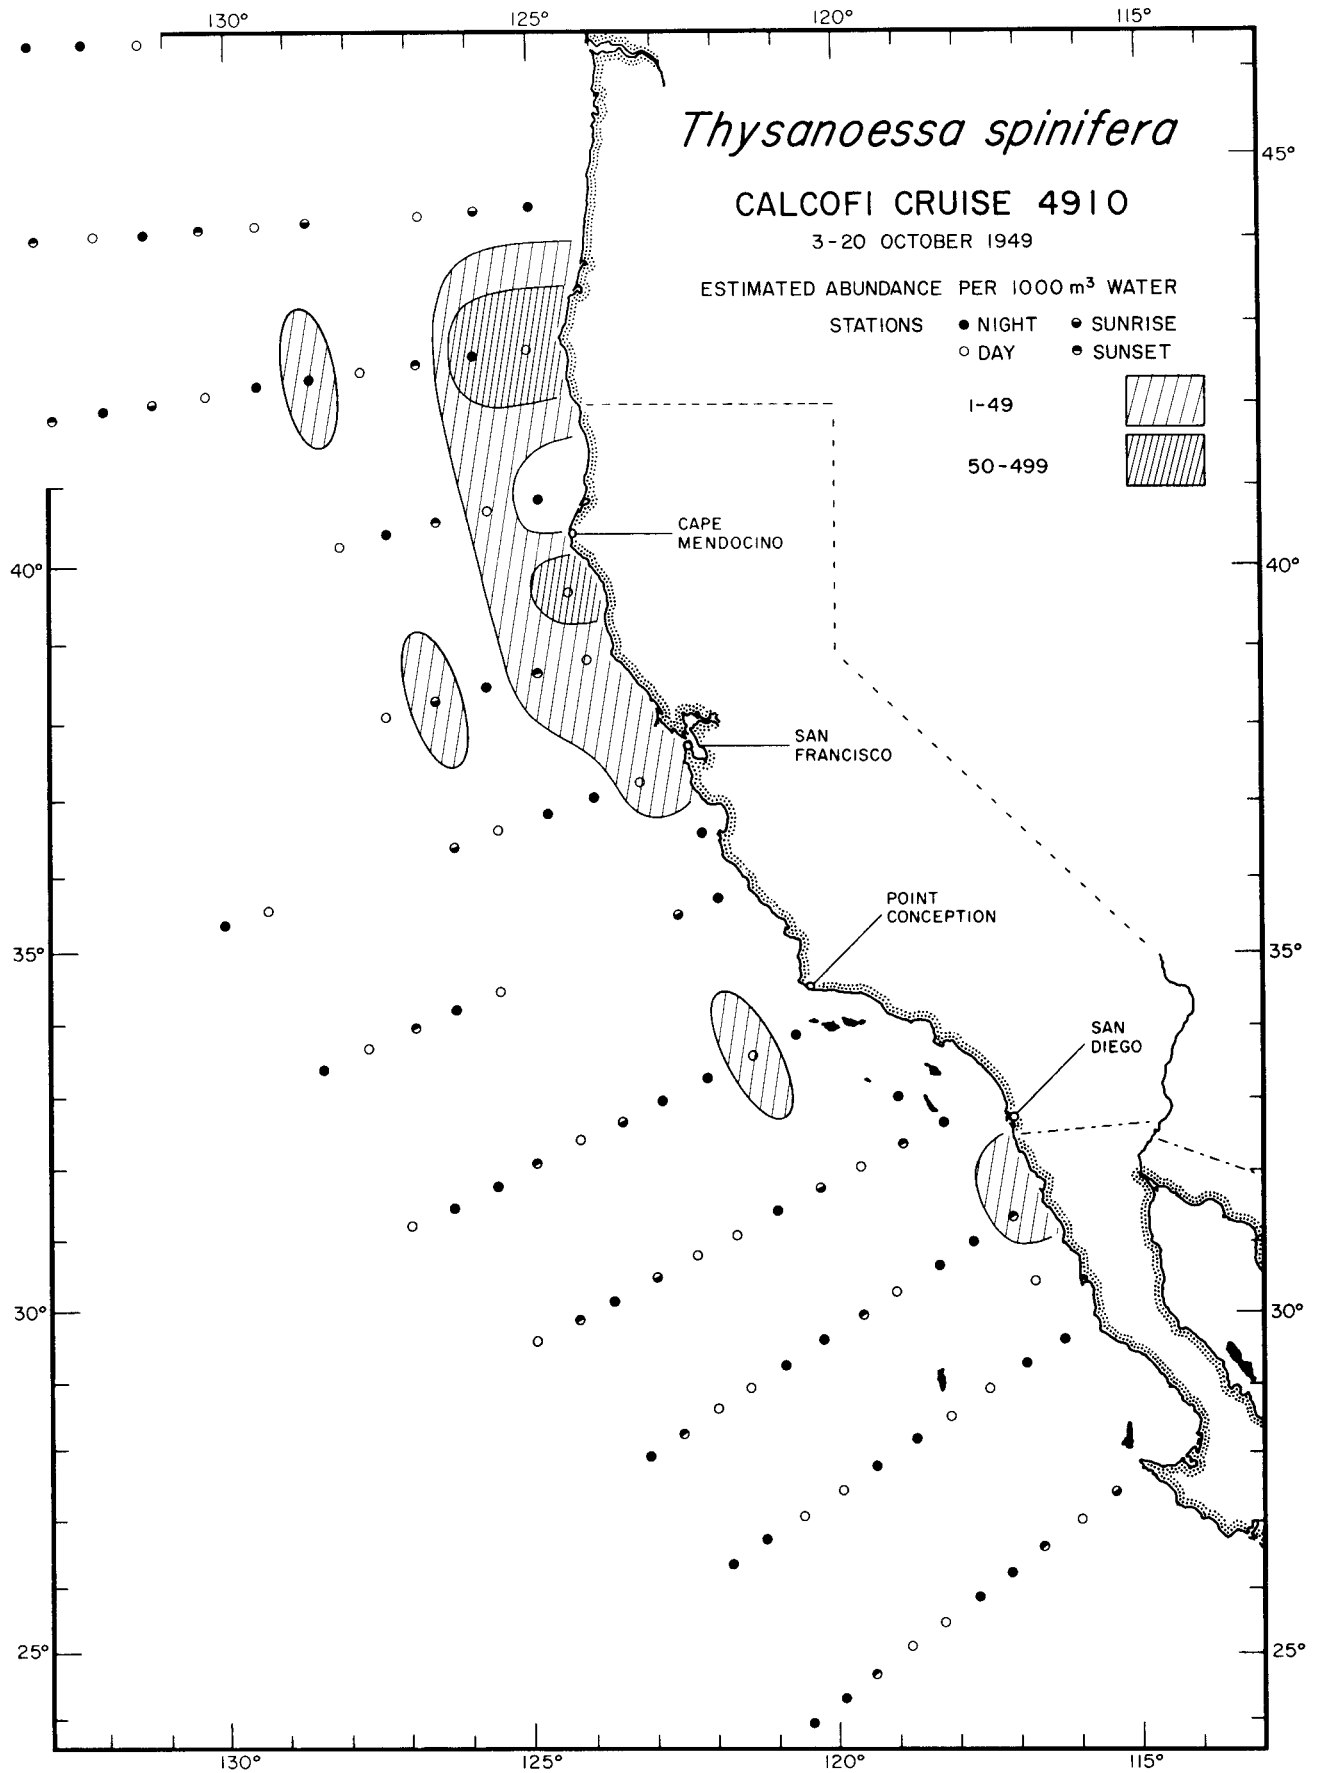 130° 125° 120° 115°
Thysanoessa spinifera
45°
CALCOFI CRUISE 4910
3-20 OCTOBER 1949
ESTIMATED ABUNDANCE PER 1000 m³ WATER
STATIONS ● NIGHT ◒ SUNRISE
○ DAY ◓ SUNSET
1-49
50-499
CAPE
MENDOCINO
40° 40°
SAN
FRANCISCO
POINT
CONCEPTION
35° 35°
SAN
DIEGO
30° 30°
25° 25°
130° 125° 120° 115°